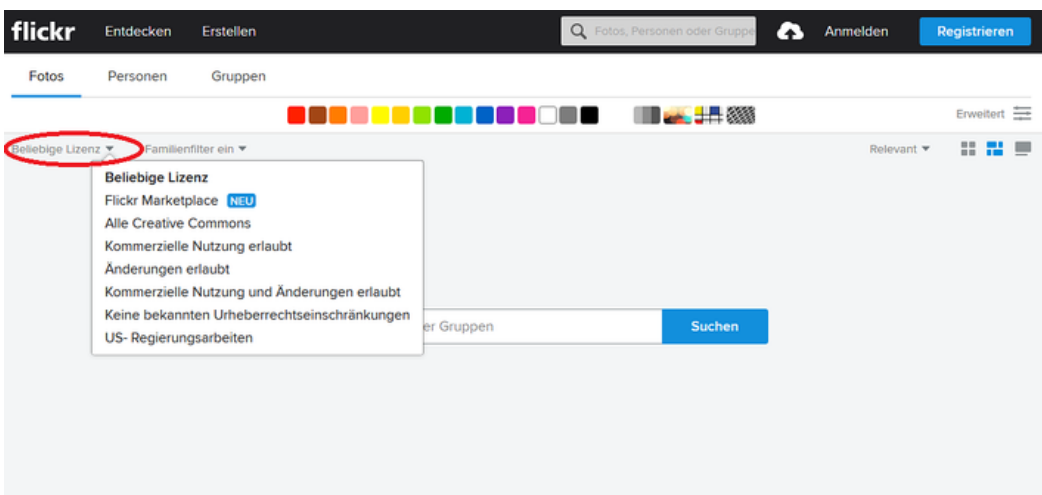 flickr Entdecken Erstellen Fotos, Personen oder Gruppe Anmelden Registrieren
Fotos Personen Gruppen
Erweitert
Beliebige Lizenz Familienfilter ein Relevant
Beliebige Lizenz
Flickr Marketplace NEU
Alle Creative Commons
Kommerzielle Nutzung erlaubt
Änderungen erlaubt
Kommerzielle Nutzung und Änderungen erlaubt
Keine bekannten Urheberrechtseinschränkungen
er Gruppen Suchen
US- Regierungsarbeiten